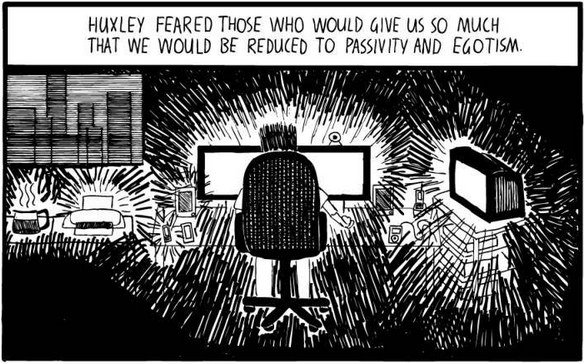 HUXLEY FEARED THOSE WHO WOULD GIVE US SO MUCH
THAT WE WOULD BE REDUCED TO PASSIVITY AND EGOTISM.